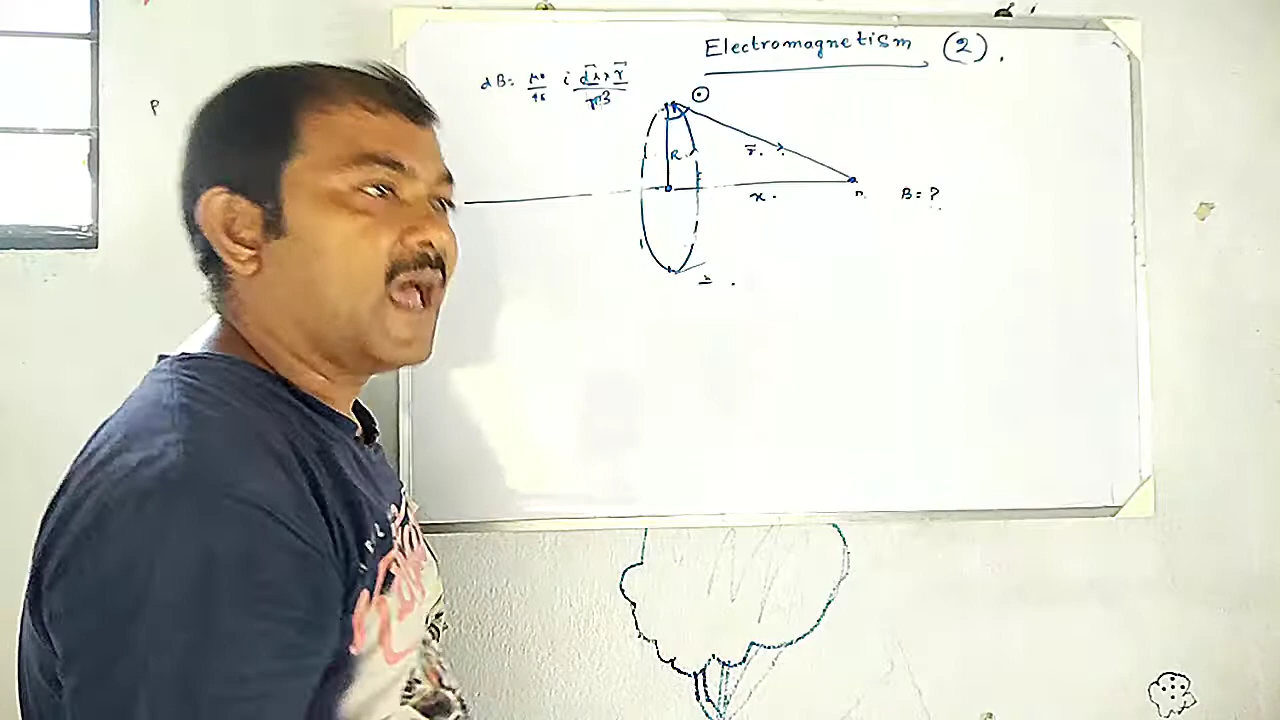 Electromagnetism (2).
dB = μ0/4π i dl × r/r3
R
r.
x.
B = ?
P